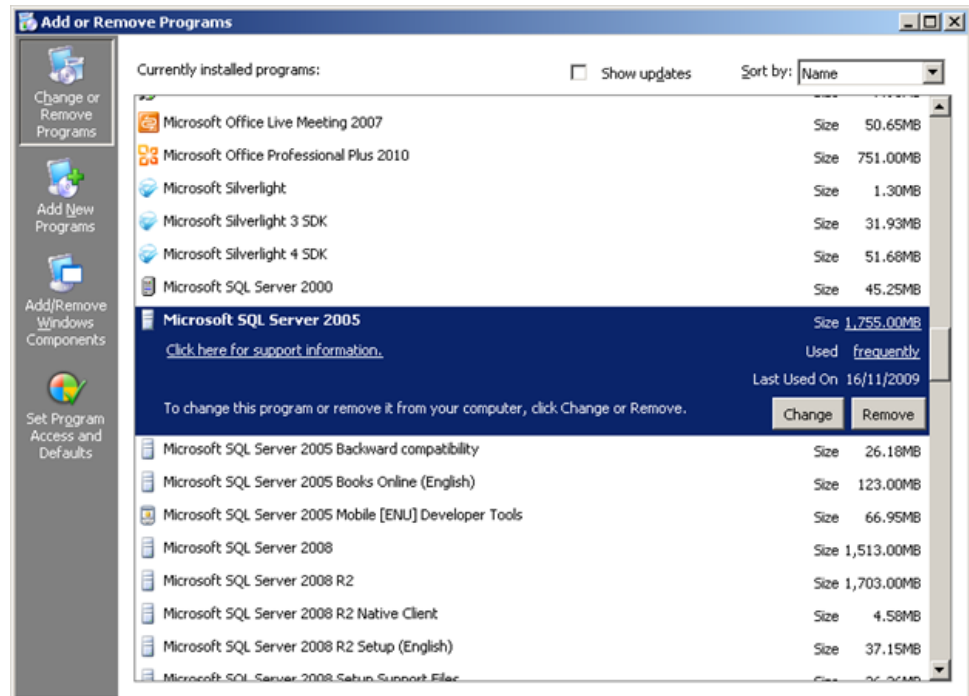 Add or Remove Programs
Change or
Remove
Programs
Add New
Programs
Add/Remove
Windows
Components
Set Program
Access and
Defaults
Currently installed programs:
Show updates
Sort by: Name
Microsoft Office Live Meeting 2007 Size 50.65MB
Microsoft Office Professional Plus 2010 Size 751.00MB
Microsoft Silverlight Size 1.30MB
Microsoft Silverlight 3 SDK Size 31.93MB
Microsoft Silverlight 4 SDK Size 51.68MB
Microsoft SQL Server 2000 Size 45.25MB
Microsoft SQL Server 2005 Size 1,755.00MB
Click here for support information. Used frequently
Last Used On 16/11/2009
To change this program or remove it from your computer, click Change or Remove. Change Remove
Microsoft SQL Server 2005 Backward compatibility Size 26.18MB
Microsoft SQL Server 2005 Books Online (English) Size 123.00MB
Microsoft SQL Server 2005 Mobile [ENU] Developer Tools Size 66.95MB
Microsoft SQL Server 2008 Size 1,513.00MB
Microsoft SQL Server 2008 R2 Size 1,703.00MB
Microsoft SQL Server 2008 R2 Native Client Size 4.58MB
Microsoft SQL Server 2008 R2 Setup (English) Size 37.15MB
Microsoft SQL Server 2008 Setup Support Files Size